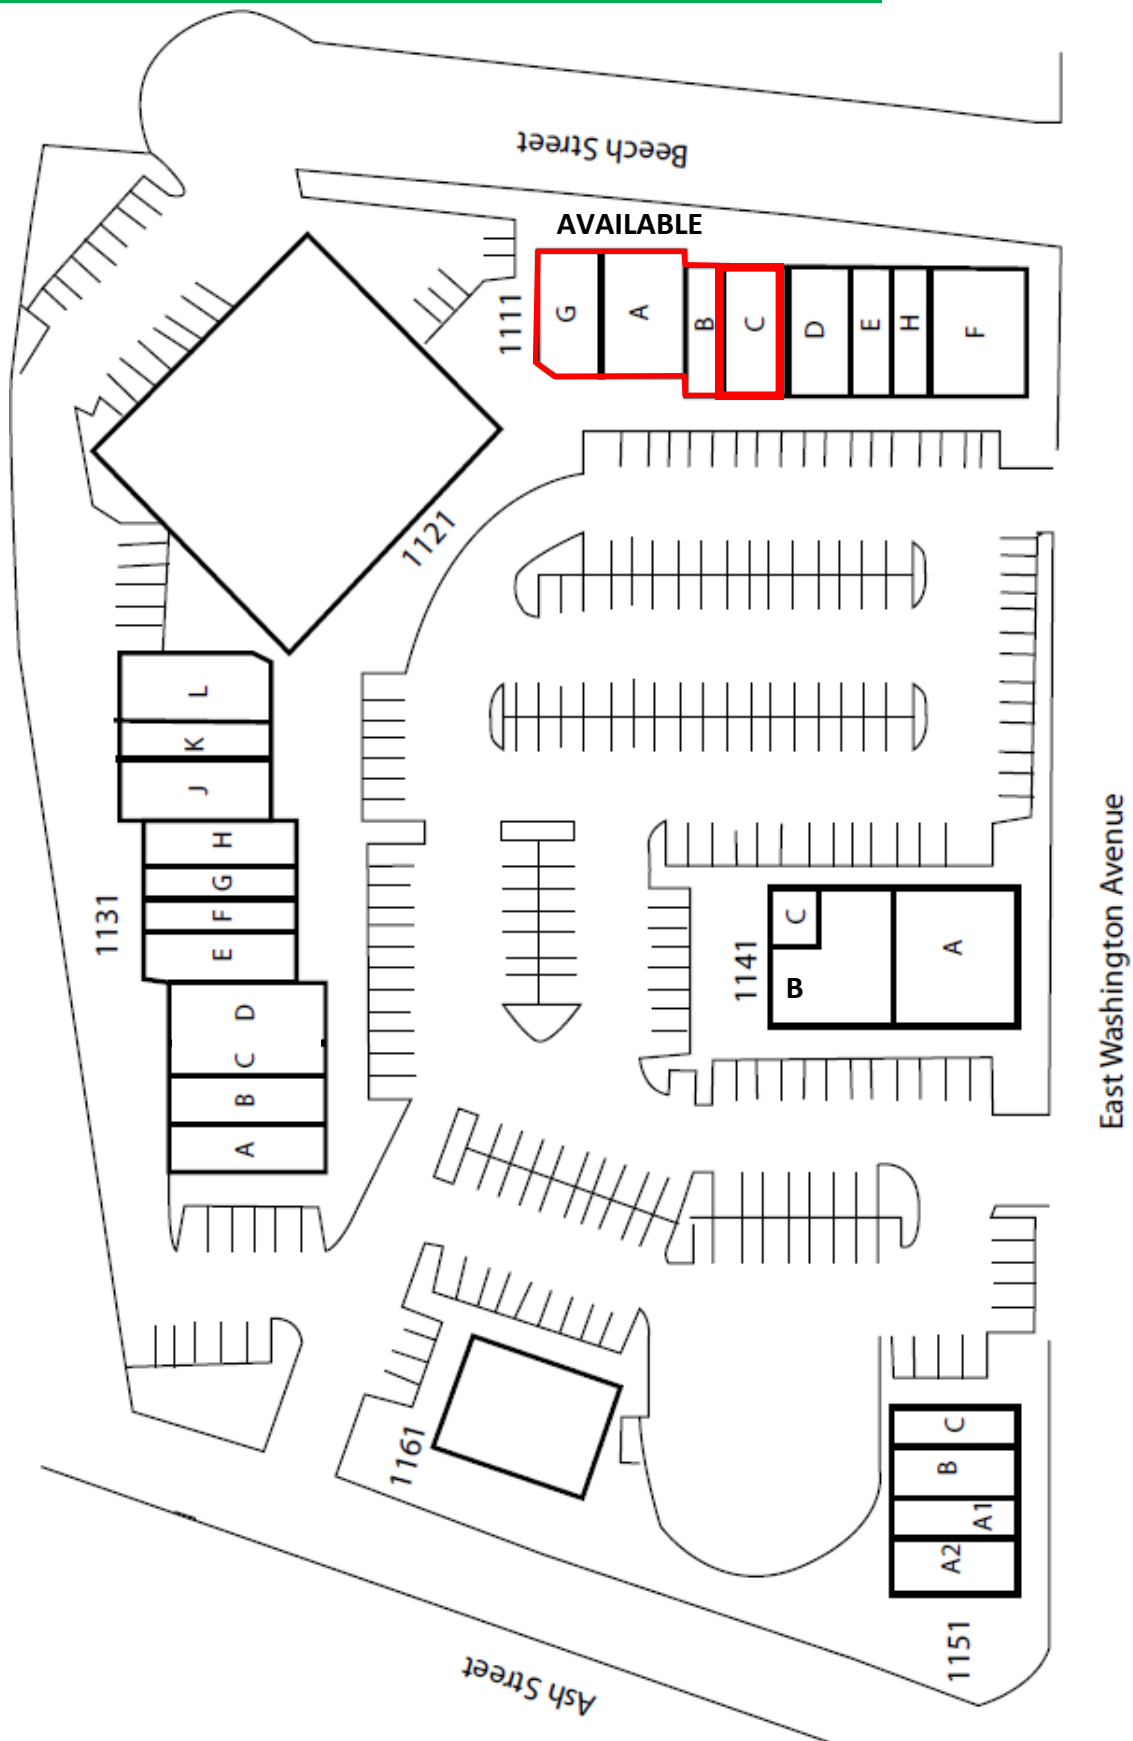 Beech Street
AVAILABLE
1111
G
A
B
C
D
E
H
F
1121
L
K
J
H
G
F
E
D
C
B
A
1131
1141
C
B
A
East Washington Avenue
1161
C
B
A1
A2
1151
Ash Street